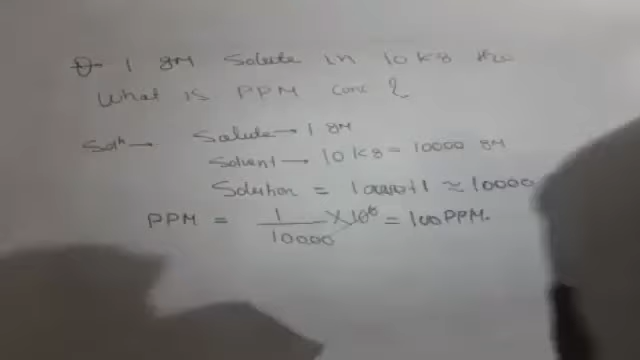 Q→ 1 gm Solute in 10 kg
What is PPM conc ?
Solⁿ → Solute → 1 gm
Solvent → 10 kg = 10000 gm
Solution = 10000+1 ≈ 10000
PPM = 1/10000 × 10⁶ = 100 PPM.